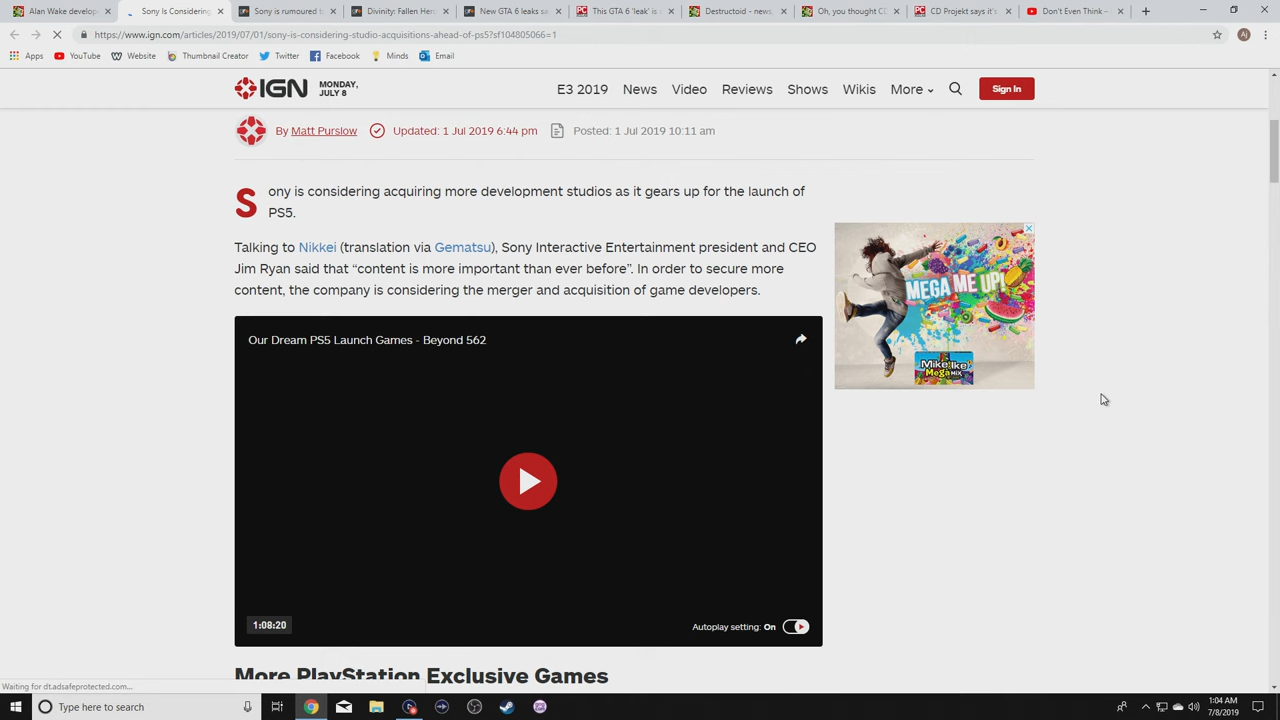 Alan Wake develope
Sony Is Considering
Sony is rumoured to
Divinity: Fallen Her
New GTA 6 leaks sa
This GTA 6 'leak' is
Destructoid - news,
Oh, you thought CD
CD Projekt says it's
Don't Even Think –
https://www.ign.com/articles/2019/07/01/sony-is-considering-studio-acquisitions-ahead-of-ps5?sf104805066=1
Apps YouTube Website Thumbnail Creator Twitter Facebook Minds Email
IGN
MONDAY,
JULY 8
E3 2019 News Video Reviews Shows Wikis More
Sign In
By Matt Purslow Updated: 1 Jul 2019 6:44 pm Posted: 1 Jul 2019 10:11 am
Sony is considering acquiring more development studios as it gears up for the launch of
PS5.
Talking to Nikkei (translation via Gematsu), Sony Interactive Entertainment president and CEO
Jim Ryan said that “content is more important than ever before”. In order to secure more
content, the company is considering the merger and acquisition of game developers.
MEGA ME UP!
Mike and Ike
Mega Mix
Our Dream PS5 Launch Games - Beyond 562
1:08:20
Autoplay setting: On
More PlayStation Exclusive Games
Waiting for dt.adsafeprotected.com...
Type here to search
1:04 AM
7/8/2019